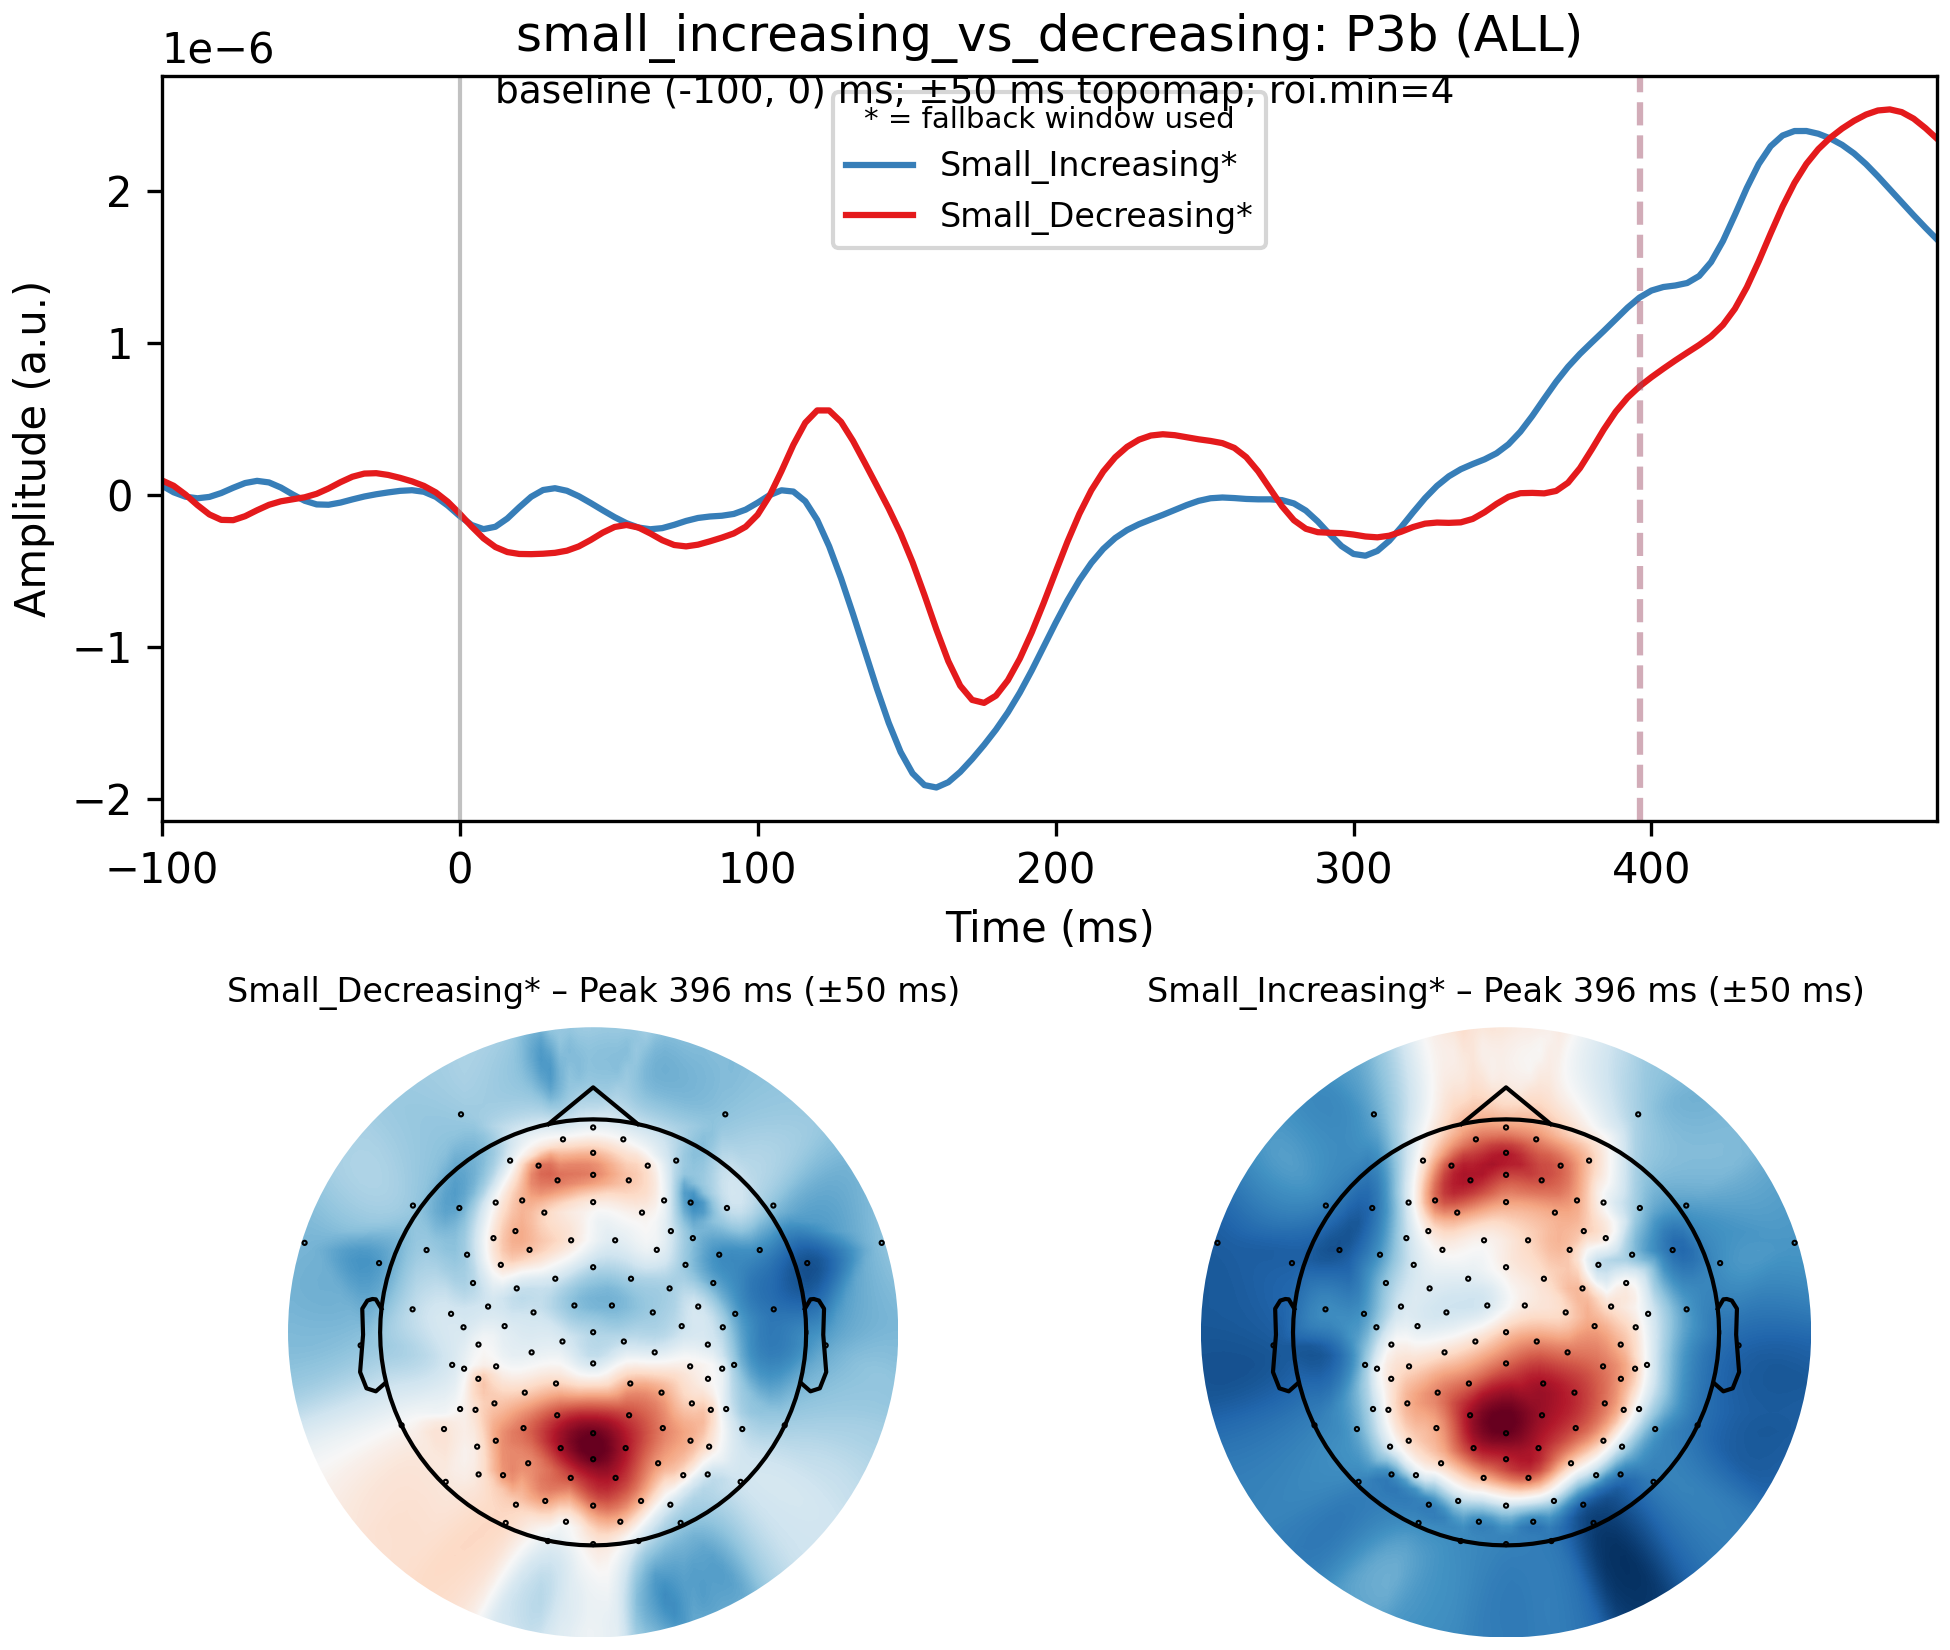 small_increasing_vs_decreasing: P3b (ALL)
1e−6
baseline (-100, 0) ms; ±50 ms topomap; roi.min=4
* = fallback window used
Small_Increasing*
Small_Decreasing*
Amplitude (a.u.)
2
1
0
−1
−2
−100
0
100
200
300
400
Time (ms)
Small_Decreasing* – Peak 396 ms (±50 ms)
Small_Increasing* – Peak 396 ms (±50 ms)